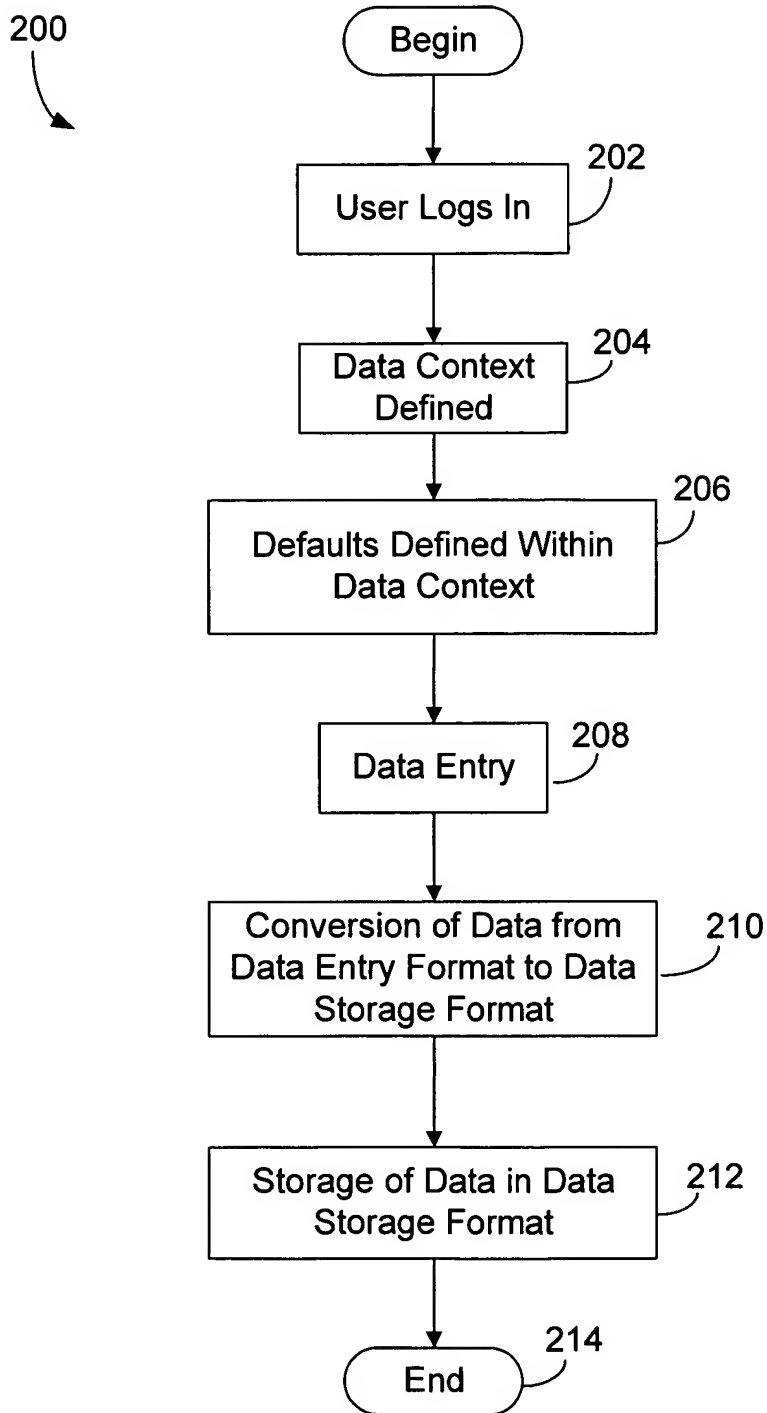 200
Begin
202
User Logs In
204
Data Context
Defined
206
Defaults Defined Within
Data Context
208
Data Entry
210
Conversion of Data from
Data Entry Format to Data
Storage Format
212
Storage of Data in Data
Storage Format
214
End